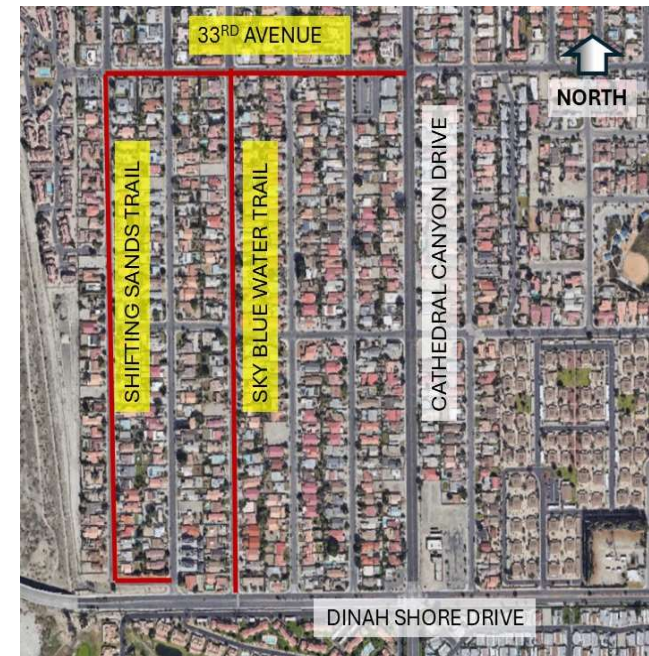 33RD AVENUE
NORTH
SHIFTING SANDS TRAIL
SKY BLUE WATER TRAIL
CATHEDRAL CANYON DRIVE
DINAH SHORE DRIVE